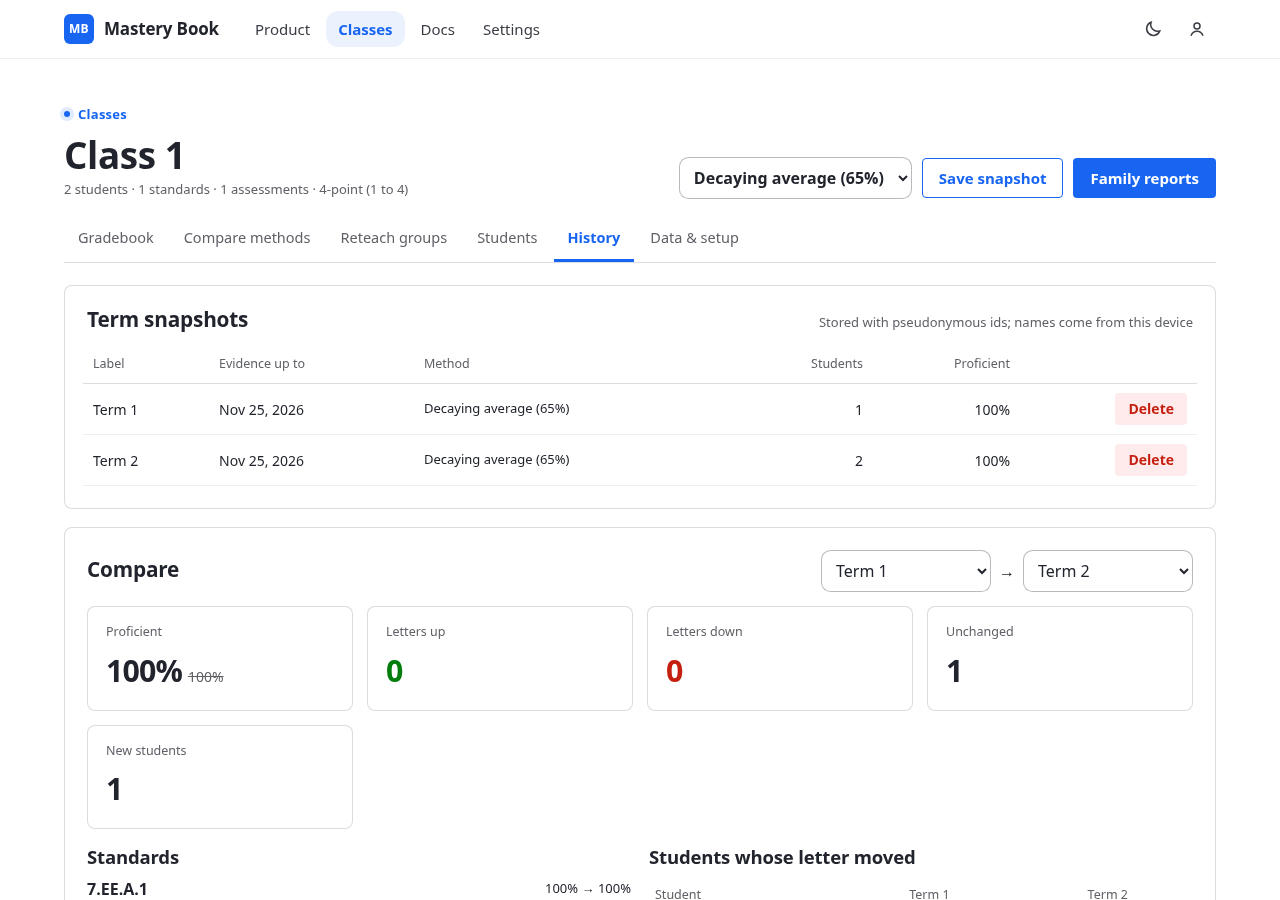 MB Mastery Book Product Classes Docs Settings
Classes
Class 1
2 students · 1 standards · 1 assessments · 4-point (1 to 4)
Decaying average (65%) Save snapshot Family reports
Gradebook Compare methods Reteach groups Students History Data & setup
Term snapshots Stored with pseudonymous ids; names come from this device
Label Evidence up to Method Students Proficient
Term 1 Nov 25, 2026 Decaying average (65%) 1 100% Delete
Term 2 Nov 25, 2026 Decaying average (65%) 2 100% Delete
Compare Term 1 → Term 2
Proficient Letters up Letters down Unchanged
100% 100% 0 0 1
New students
1
Standards Students whose letter moved
7.EE.A.1 100% → 100%
Student Term 1 Term 2